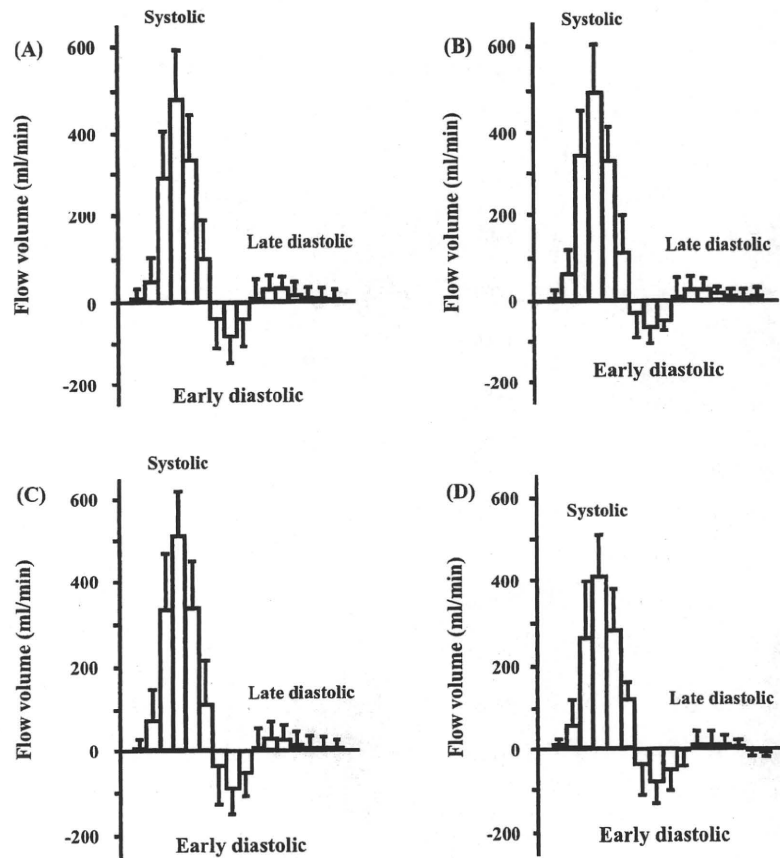 (A)
Systolic
Flow volume (ml/min)
600
400
200
0
-200
Late diastolic
Early diastolic
(B)
Systolic
Flow volume (ml/min)
600
400
200
0
-200
Late diastolic
Early diastolic
(C)
Systolic
Flow volume (ml/min)
600
400
200
0
-200
Late diastolic
Early diastolic
(D)
Systolic
Flow volume (ml/min)
600
400
200
0
-200
Late diastolic
Early diastolic